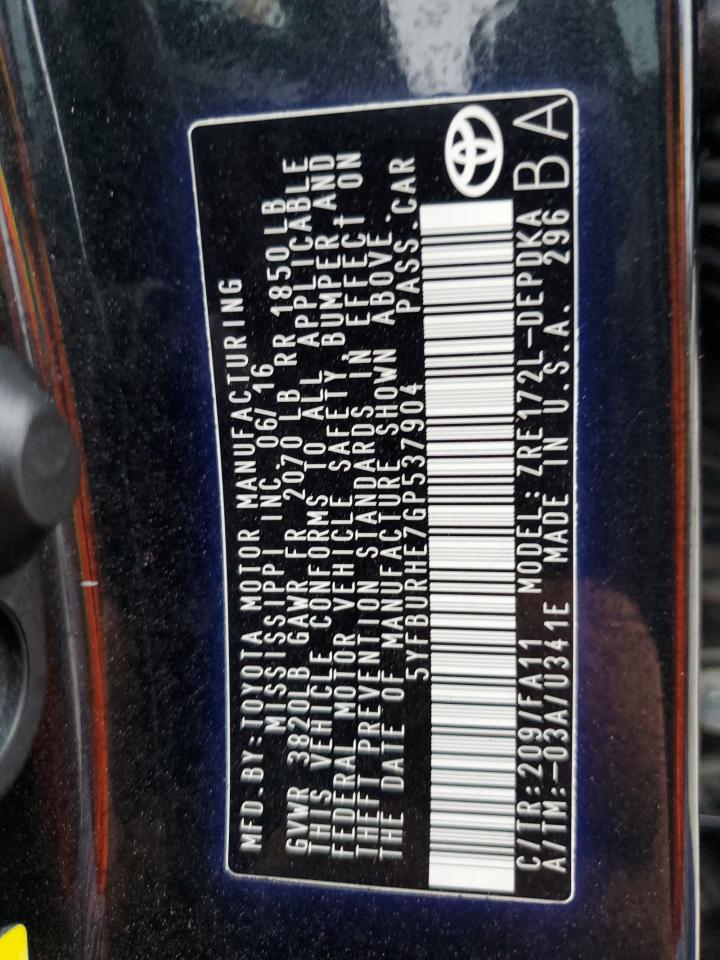 MFD.BY:TOYOTA MOTOR MANUFACTURING
MISSISSIPPI INC. 06/16
GVWR 3820LB GAWR FR 2070 LB RR 1850 LB
THIS VEHICLE CONFORMS TO ALL APPLICABLE
FEDERAL MOTOR VEHICLE SAFETY, BUMPER AND
THEFT PREVENTION STANDARDS IN EFFECT ON
THE DATE OF MANUFACTURE SHOWN ABOVE.
5YFBURHE7GP537904 PASS.CAR
C/TR:209/FA11 MODEL: ZRE172L-DEPDKA
A/TM:-03A/U341E MADE IN U.S.A. 296
BA